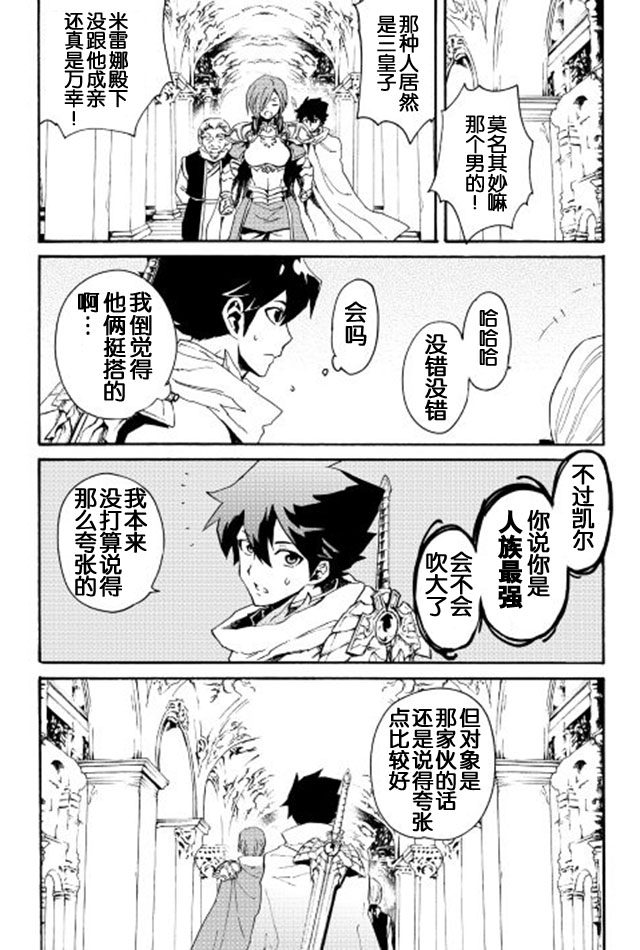 莫名其妙嘛
那个男的！
那种人居然
是三皇子
米雷娜殿下
没跟他成亲
还真是万幸！
哈哈哈
没错没错
会吗
我倒觉得
他俩挺搭的
啊…
不过凯尔
你说你是
人族最强
会不会
吹大了
我本来
没打算说得
那么夸张的
但对象是
那家伙的话
还是说得夸张
点比较好